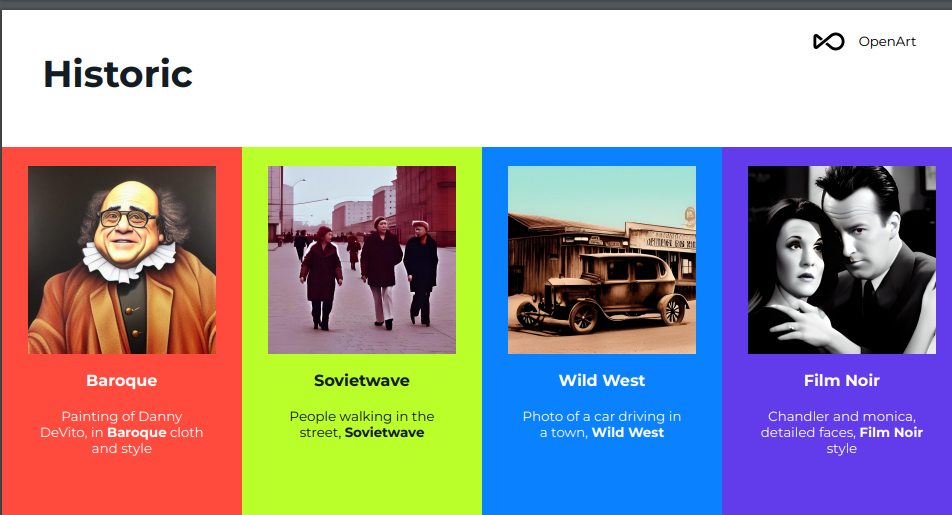 OpenArt
Historic
Baroque
Painting of Danny
DeVito, in Baroque cloth
and style
Sovietwave
People walking in the
street, Sovietwave
Wild West
Photo of a car driving in
a town, Wild West
Film Noir
Chandler and monica,
detailed faces, Film Noir
style